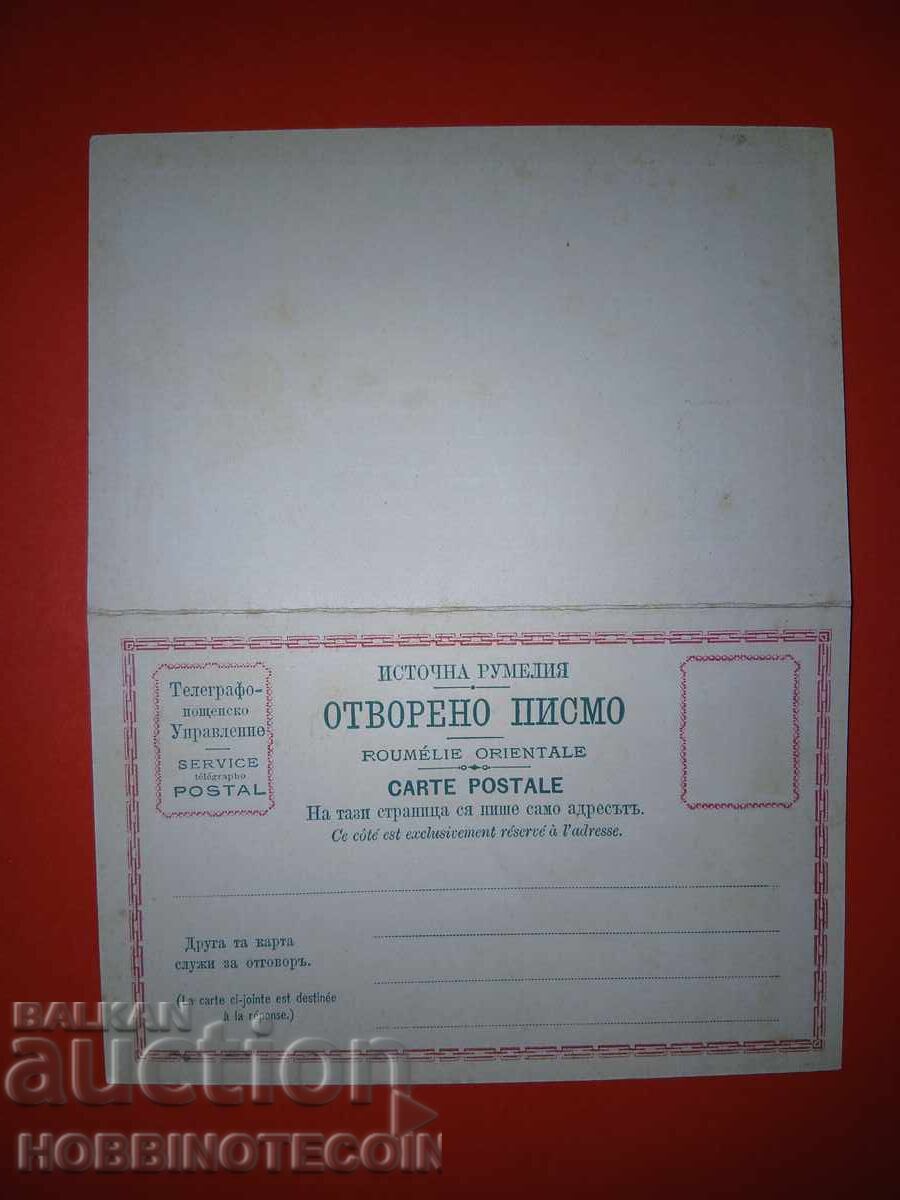 ИСТОЧНА РУМЕЛИЯ
ОТВОРЕНО ПИСМО
ROUMÉLIE ORIENTALE
CARTE POSTALE
На тази страница ся пише само адресътъ.
Ce côté est exclusivement réservé à l'adresse.
Телеграфо-
пощенско
Управление
SERVICE
télégrapho
POSTAL
Друга та карта
служи за отговоръ.
(La carte ci-jointe est destinée
à la réponse.)
BALKAN
auction
HOBBINOTECOIN